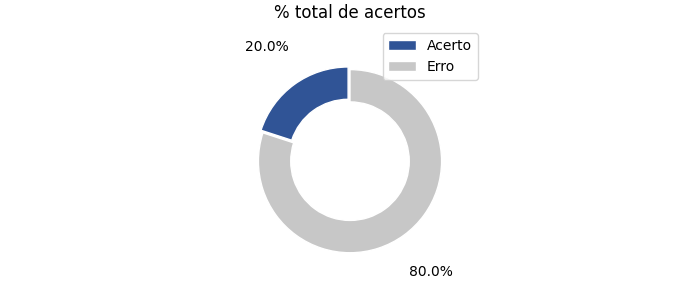 % total de acertos
20.0%
Acerto
Erro
80.0%